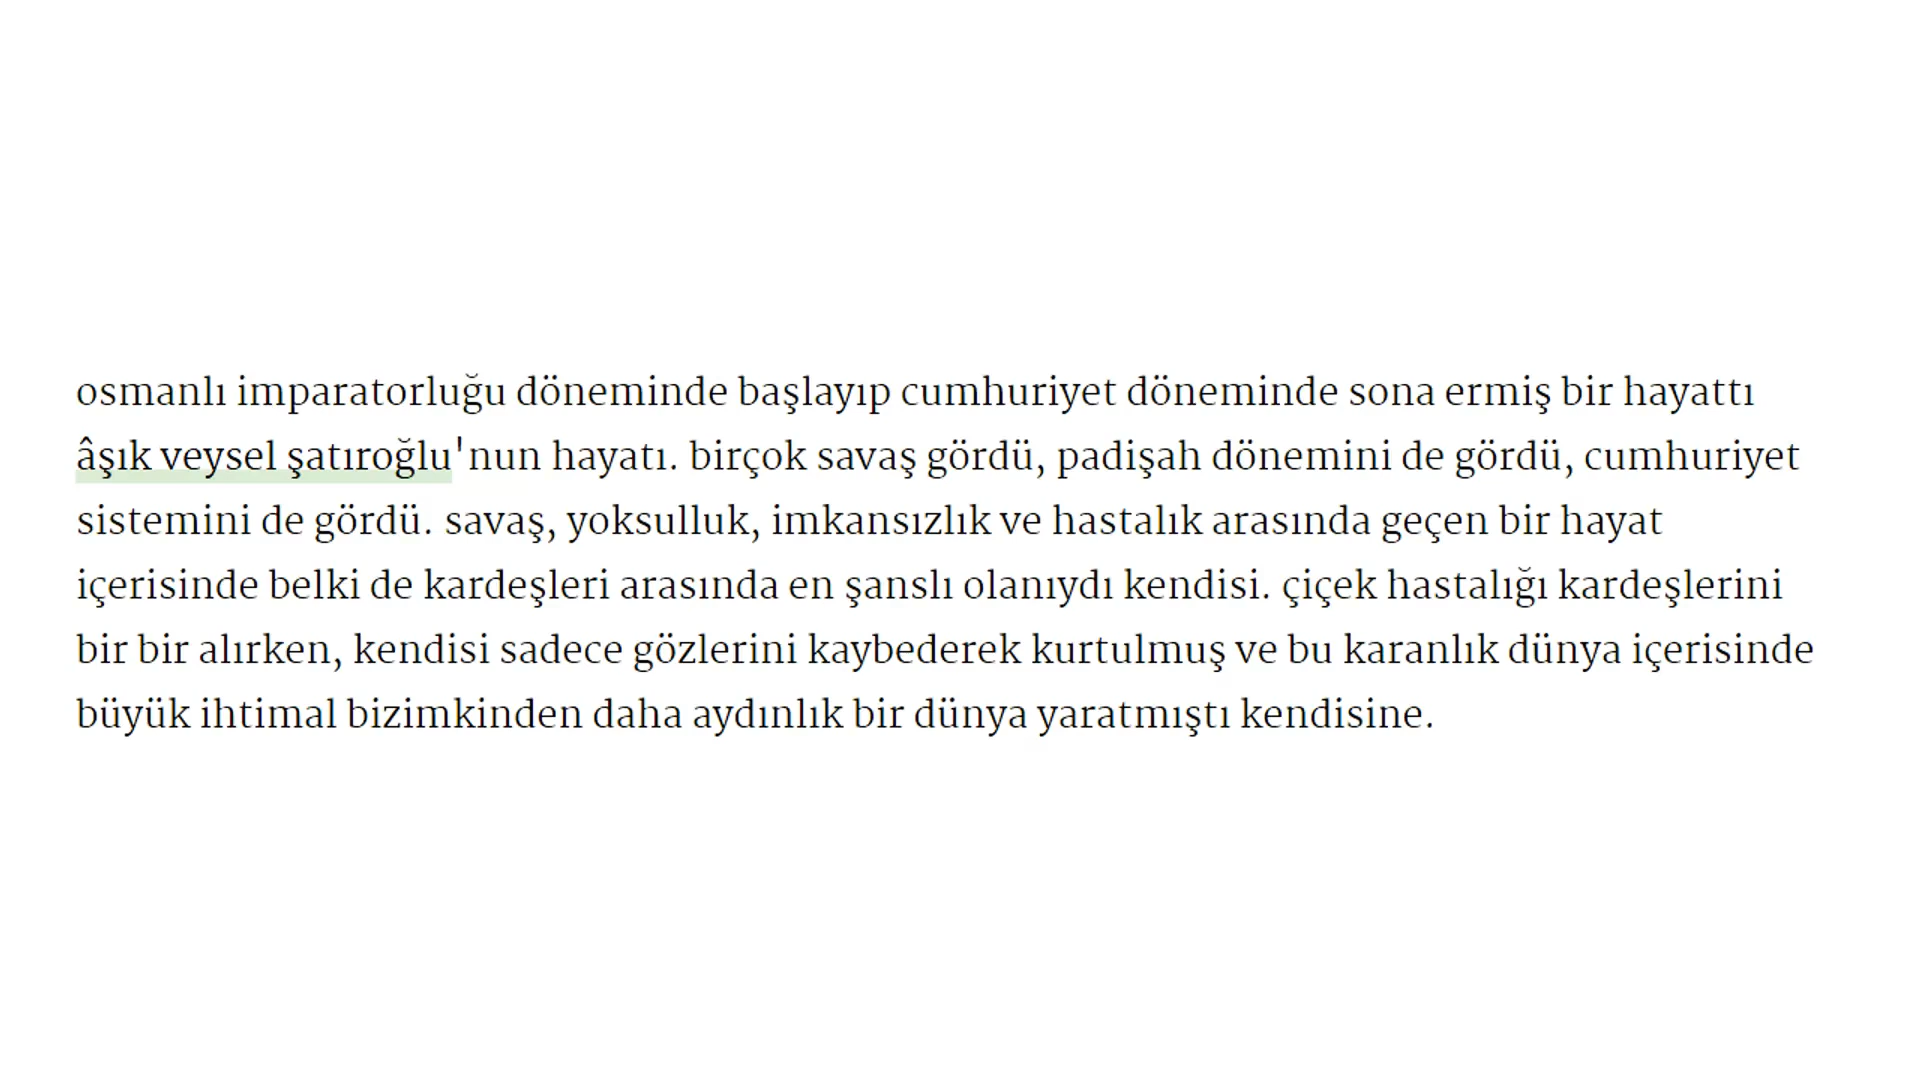 osmanlı imparatorluğu döneminde başlayıp cumhuriyet döneminde sona ermiş bir hayattı
âşık veysel şatıroğlu'nun hayatı. birçok savaş gördü, padişah dönemini de gördü, cumhuriyet
sistemini de gördü. savaş, yoksulluk, imkansızlık ve hastalık arasında geçen bir hayat
içerisinde belki de kardeşleri arasında en şanslı olanıydı kendisi. çiçek hastalığı kardeşlerini
bir bir alırken, kendisi sadece gözlerini kaybederek kurtulmuş ve bu karanlık dünya içerisinde
büyük ihtimal bizimkinden daha aydınlık bir dünya yaratmıştı kendisine.